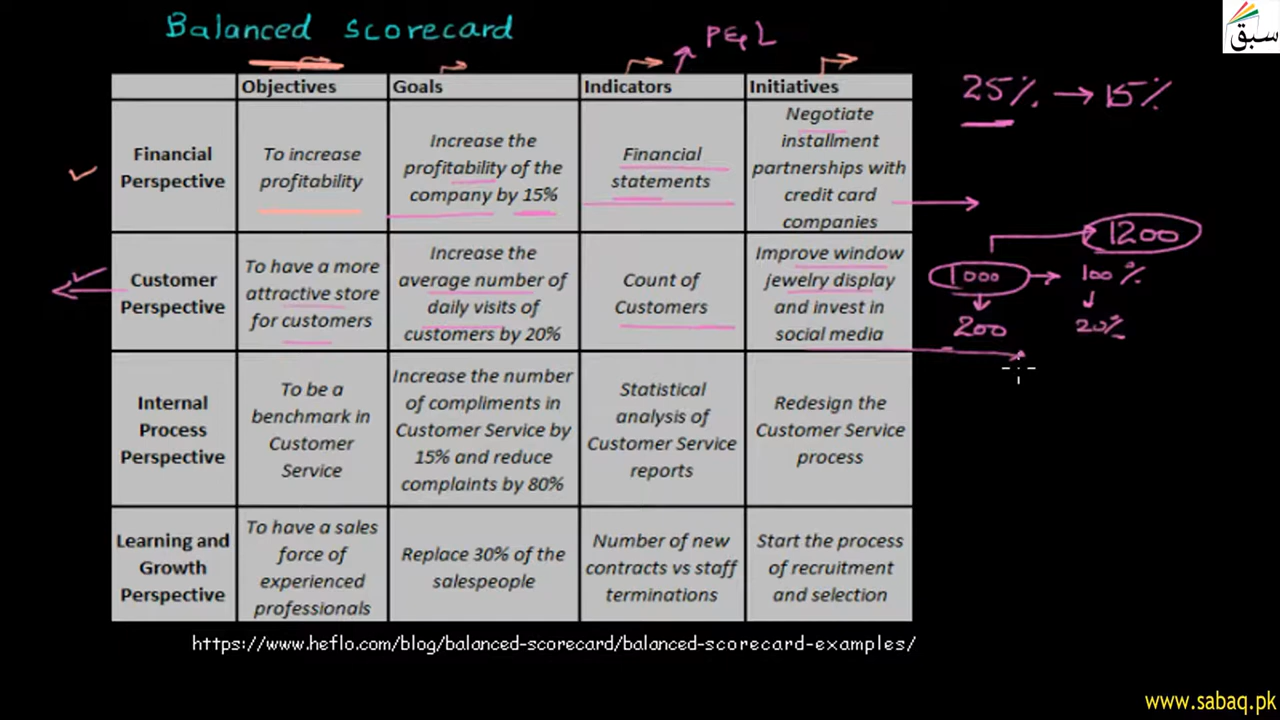 Balanced scorecard
PE&L
سبق
Objectives
Goals
Indicators
Initiatives
25% → 15%
Financial
Perspective
To increase
profitability
Increase the
profitability of the
company by 15%
Financial
statements
Negotiate
installment
partnerships with
credit card
companies
Customer
Perspective
To have a more
attractive store
for customers
Increase the
average number of
daily visits of
customers by 20%
Count of
Customers
Improve window
jewelry display
and invest in
social media
1200
1000 → 100%
200
20%
Internal
Process
Perspective
To be a
benchmark in
Customer
Service
Increase the number
of compliments in
Customer Service by
15% and reduce
complaints by 80%
Statistical
analysis of
Customer Service
reports
Redesign the
Customer Service
process
Learning and
Growth
Perspective
To have a sales
force of
experienced
professionals
Replace 30% of the
salespeople
Number of new
contracts vs staff
terminations
Start the process
of recruitment
and selection
https://www.heflo.com/blog/balanced-scorecard/balanced-scorecard-examples/
www.sabaq.pk